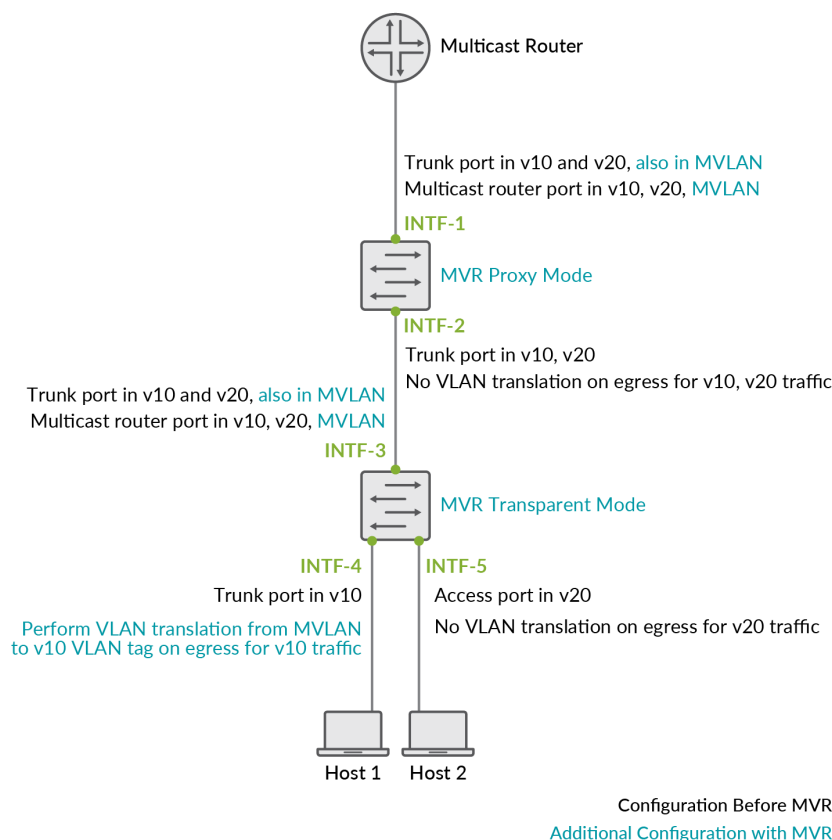 Multicast Router
Trunk port in v10 and v20, also in MVLAN
Multicast router port in v10, v20, MVLAN
INTF-1
MVR Proxy Mode
INTF-2
Trunk port in v10, v20
No VLAN translation on egress for v10, v20 traffic
Trunk port in v10 and v20, also in MVLAN
Multicast router port in v10, v20, MVLAN
INTF-3
MVR Transparent Mode
INTF-4
Trunk port in v10
Perform VLAN translation from MVLAN
to v10 VLAN tag on egress for v10 traffic
INTF-5
Access port in v20
No VLAN translation on egress for v20 traffic
Host 1
Host 2
Configuration Before MVR
Additional Configuration with MVR